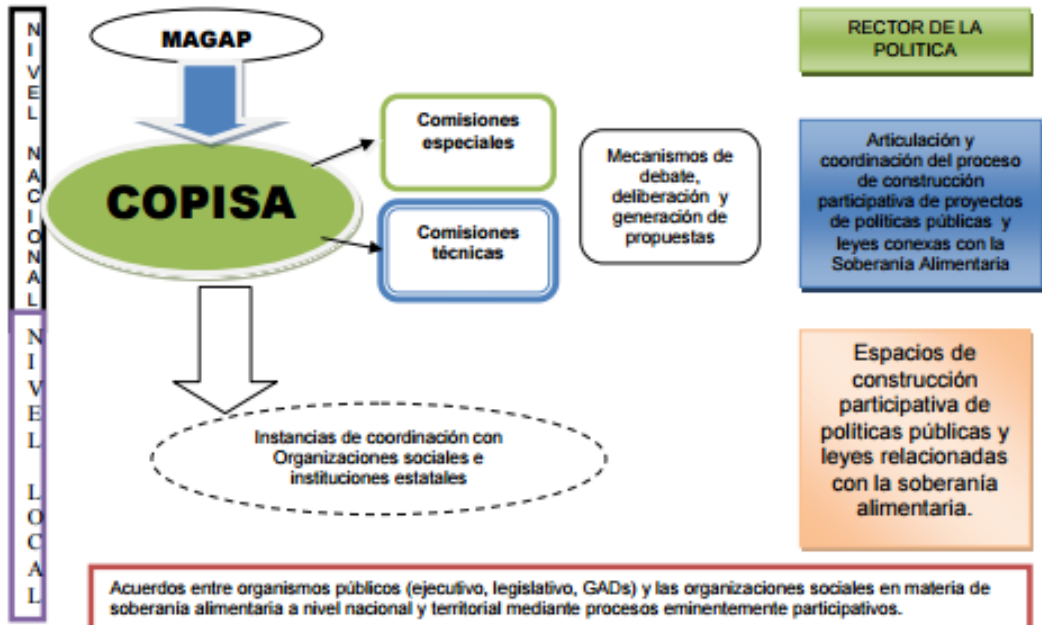 NIVEL NACIONAL
MAGAP
RECTOR DE LA
POLITICA
COPISA
Comisiones
especiales
Comisiones
técnicas
Mecanismos de
debate,
deliberación y
generación de
propuestas
Articulación y
coordinación del proceso
de construcción
participativa de proyectos
de políticas públicas y
leyes conexas con la
Soberanía Alimentaria
NIVEL LOCAL
Instancias de coordinación con
Organizaciones sociales e
instituciones estatales
Espacios de
construcción
participativa de
políticas públicas y
leyes relacionadas
con la soberanía
alimentaria.
Acuerdos entre organismos públicos (ejecutivo, legislativo, GADs) y las organizaciones sociales en materia de
soberanía alimentaria a nivel nacional y territorial mediante procesos eminentemente participativos.